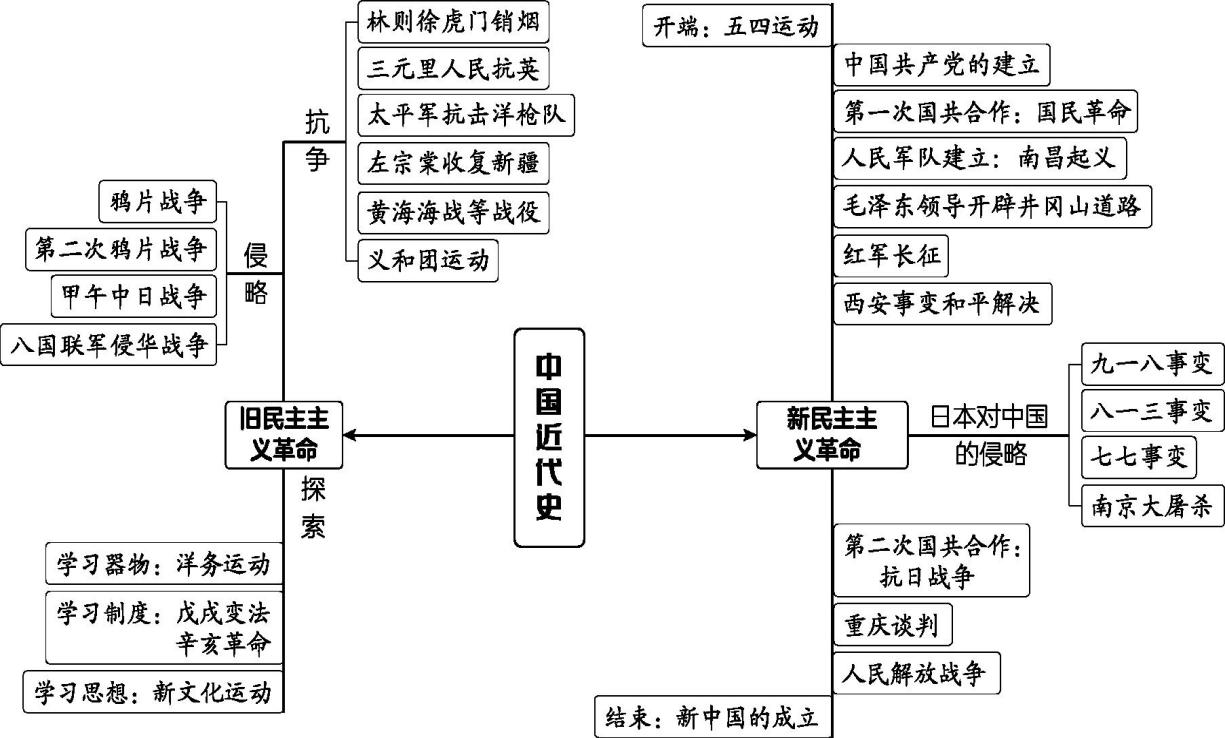 中国近代史
旧民主主
义革命
侵略
鸦片战争
第二次鸦片战争
甲午中日战争
八国联军侵华战争
抗争
林则徐虎门销烟
三元里人民抗英
太平军抗击洋枪队
左宗棠收复新疆
黄海海战等战役
义和团运动
探索
学习器物：洋务运动
学习制度：戊戌变法
辛亥革命
学习思想：新文化运动
新民主主
义革命
开端：五四运动
中国共产党的建立
第一次国共合作：国民革命
人民军队建立：南昌起义
毛泽东领导开辟井冈山道路
红军长征
西安事变和平解决
日本对中国
的侵略
九一八事变
八一三事变
七七事变
南京大屠杀
第二次国共合作：
抗日战争
重庆谈判
人民解放战争
结束：新中国的成立